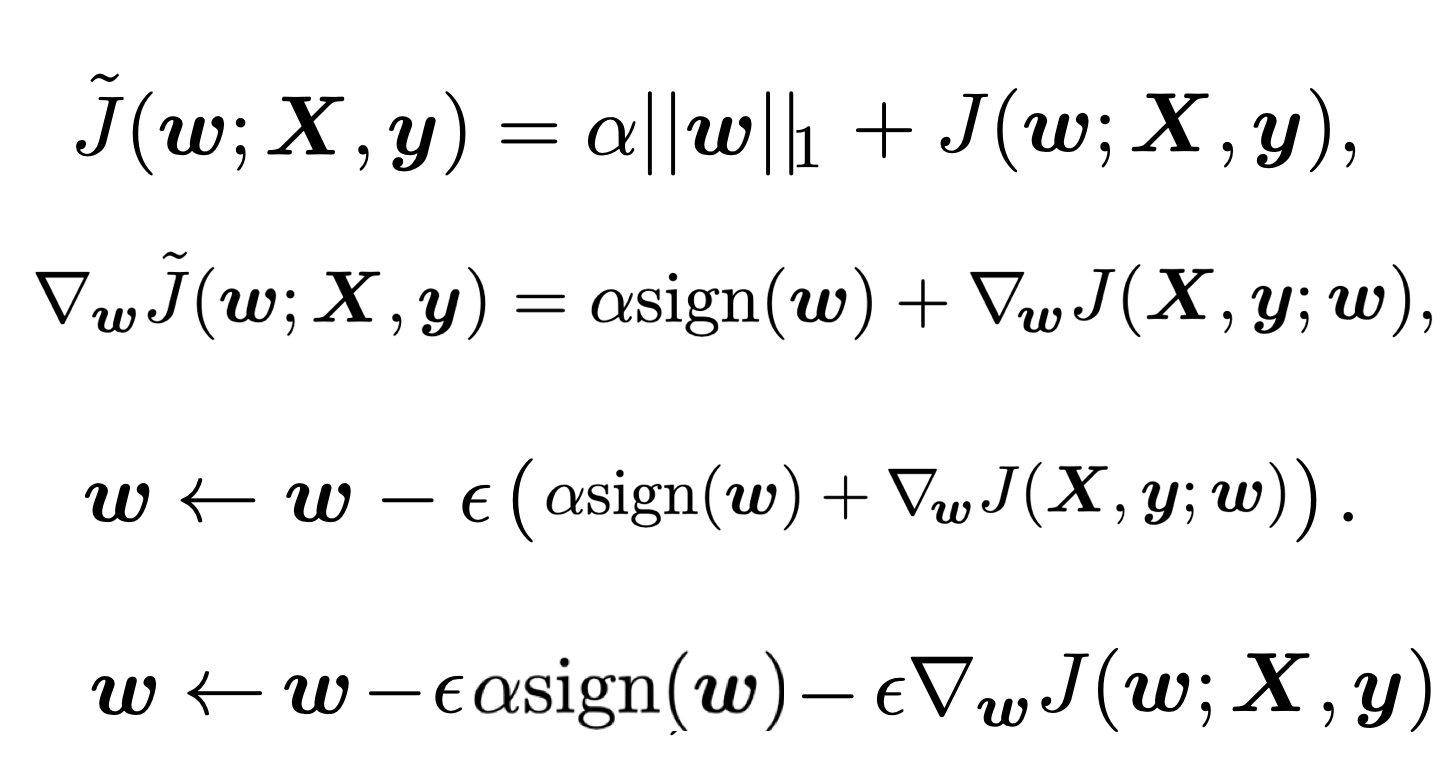 J̃(w; X, y) = α||w||₁ + J(w; X, y),
∇_w J̃(w; X, y) = αsign(w) + ∇_w J(X, y; w),
w ← w − ϵ (αsign(w) + ∇_w J(X, y; w)) .
w ← w −ϵαsign(w)− ϵ∇_w J(w; X, y)